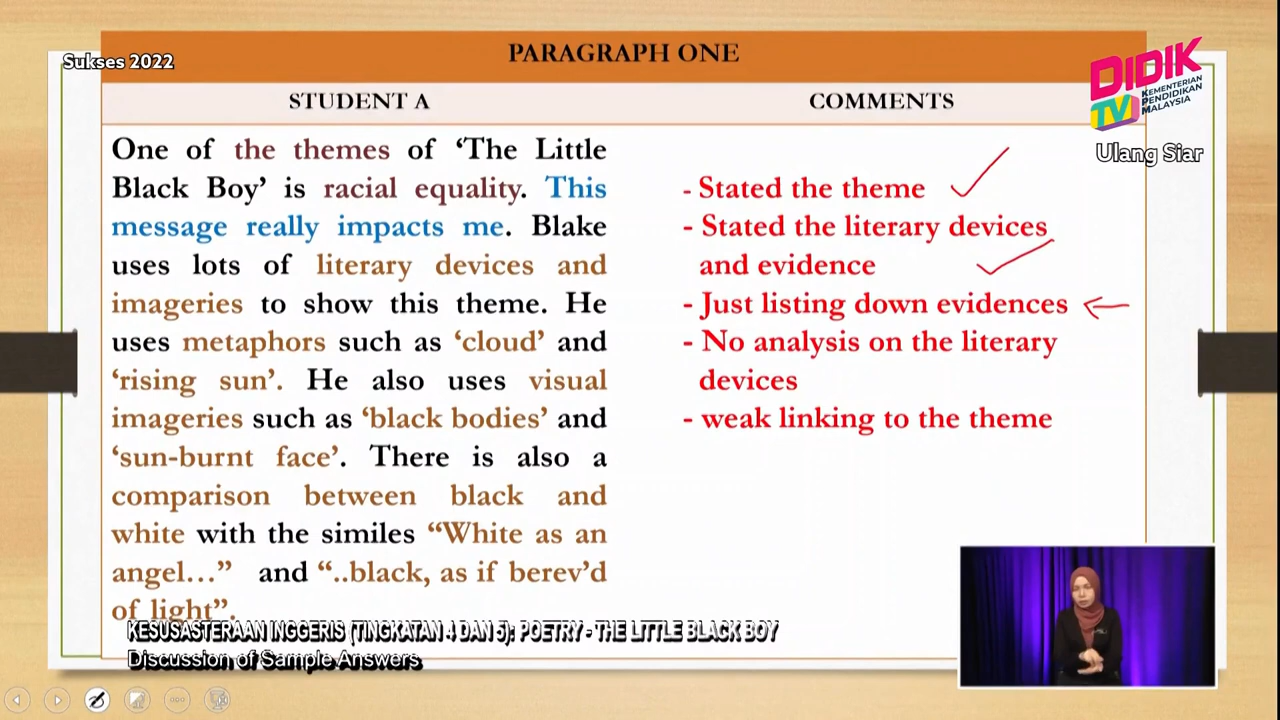 Sukses 2022
PARAGRAPH ONE
DIDIK
TV
KEMENTERIAN
PENDIDIKAN
MALAYSIA
Ulang Siar
STUDENT A
COMMENTS
One of the themes of ‘The Little
Black Boy’ is racial equality. This
message really impacts me. Blake
uses lots of literary devices and
imageries to show this theme. He
uses metaphors such as ‘cloud’ and
‘rising sun’. He also uses visual
imageries such as ‘black bodies’ and
‘sun-burnt face’. There is also a
comparison between black and
white with the similes “White as an
angel…” and “..black, as if berev’d
of light”.
- Stated the theme
- Stated the literary devices
and evidence
- Just listing down evidences
- No analysis on the literary
devices
- weak linking to the theme
KESUSASTERAAN INGGERIS (TINGKATAN 4 DAN 5): POETRY - THE LITTLE BLACK BOY
Discussion of Sample Answers